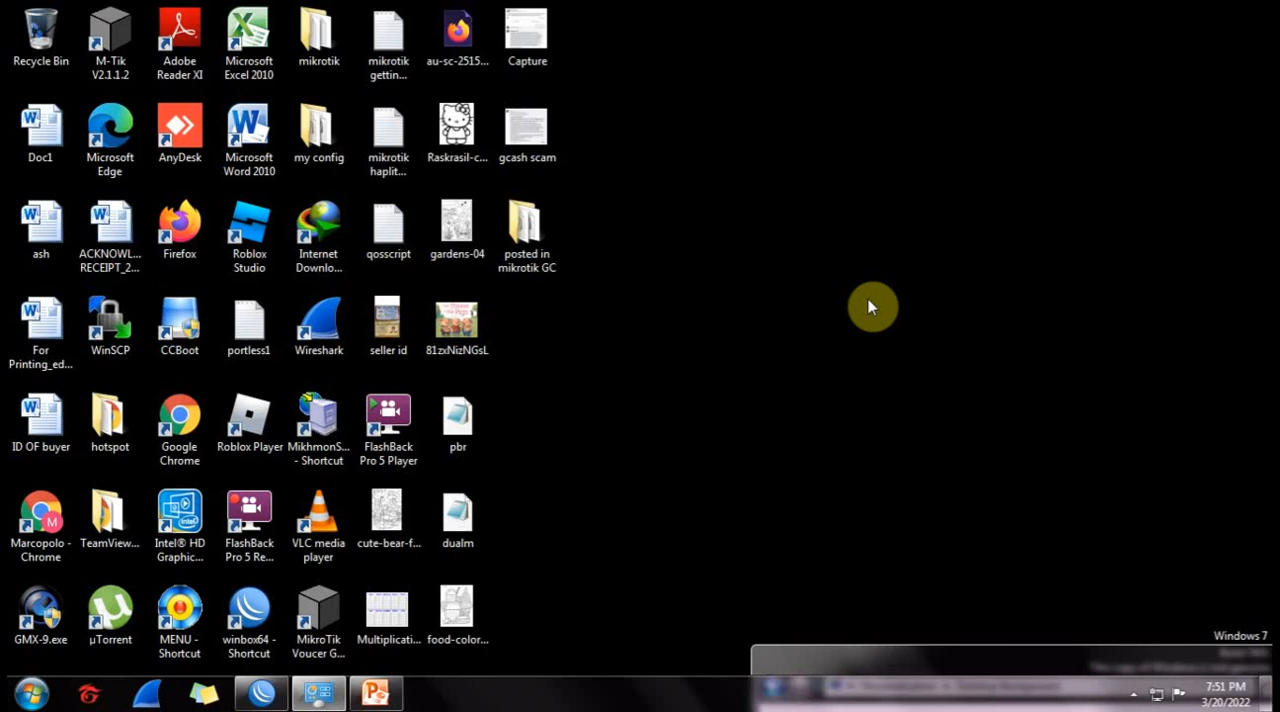 Recycle Bin
M-Tik
V2.1.1.2
Adobe
Reader XI
Microsoft
Excel 2010
mikrotik
mikrotik
gettin...
au-sc-2515...
Capture
Doc1
Microsoft
Edge
AnyDesk
Microsoft
Word 2010
my config
mikrotik
haplit...
Raskrasil-c...
gcash scam
ash
ACKNOWL...
RECEIPT_2...
Firefox
Roblox
Studio
Internet
Downlo...
qosscript
gardens-04
posted in
mikrotik GC
For
Printing_ed...
WinSCP
CCBoot
portless1
Wireshark
seller id
81zxNizNGsL
ID OF buyer
hotspot
Google
Chrome
Roblox Player
MikhmonS...
- Shortcut
FlashBack
Pro 5 Player
pbr
Marcopolo -
Chrome
TeamView...
Intel® HD
Graphic...
FlashBack
Pro 5 Re...
VLC media
player
cute-bear-f...
dualm
GMX-9.exe
µTorrent
MENU -
Shortcut
winbox64 -
Shortcut
MikroTik
Voucer G...
Multiplicati...
food-color...
Windows 7
7:51 PM
3/20/2022